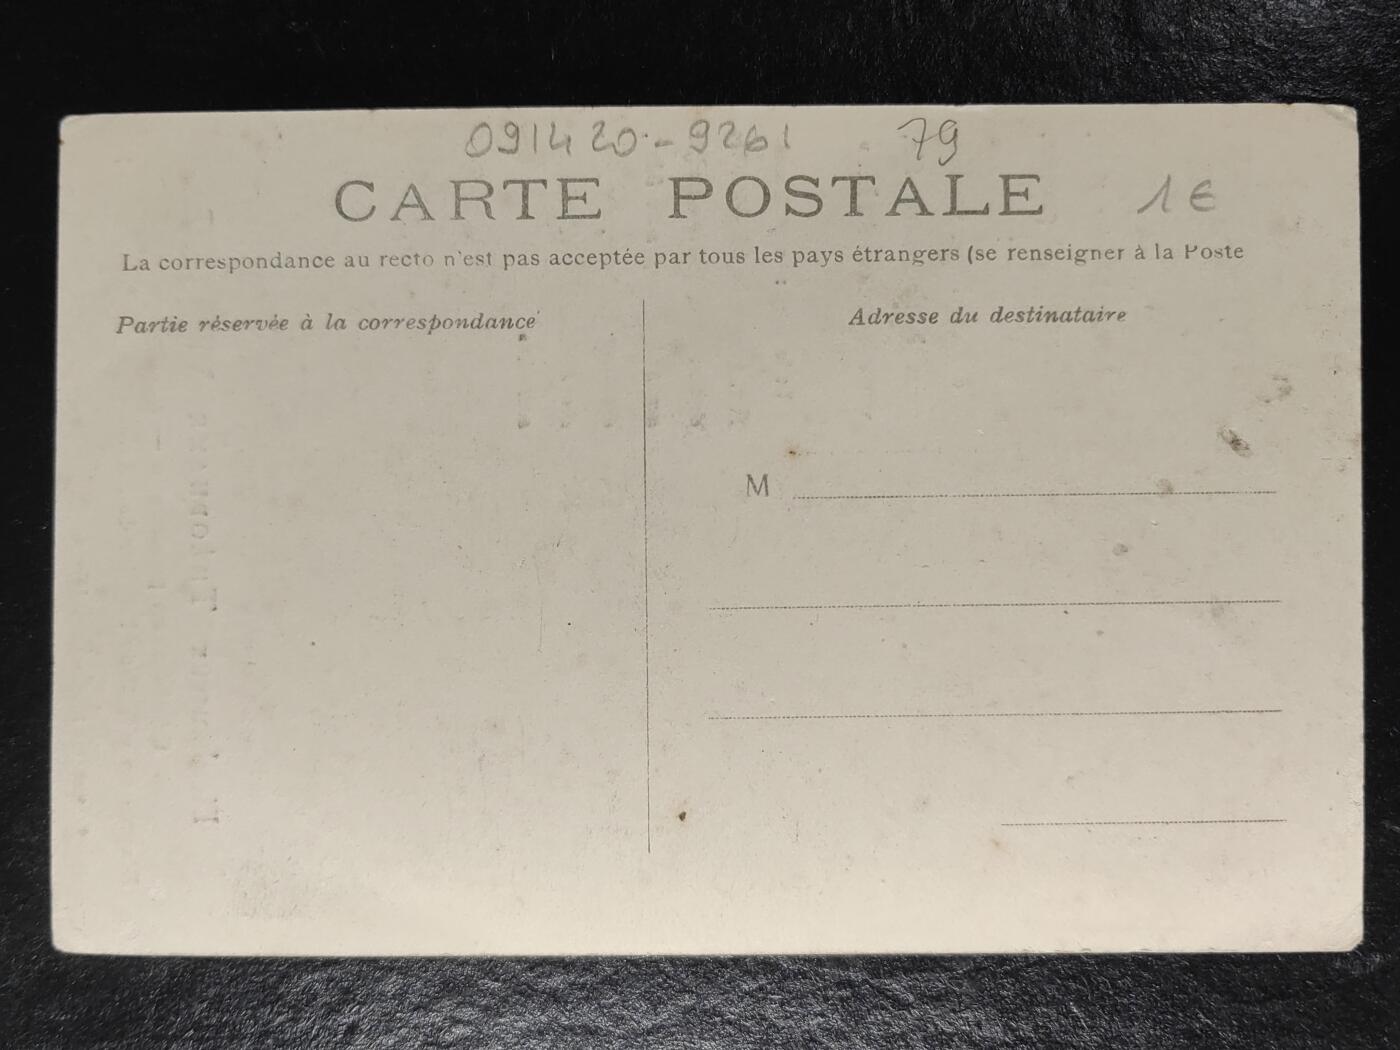 091420-9261 79
CARTE POSTALE
1€
La correspondance au recto n'est pas acceptée par tous les pays étrangers (se renseigner à la Poste
Partie réservée à la correspondance
Adresse du destinataire
M